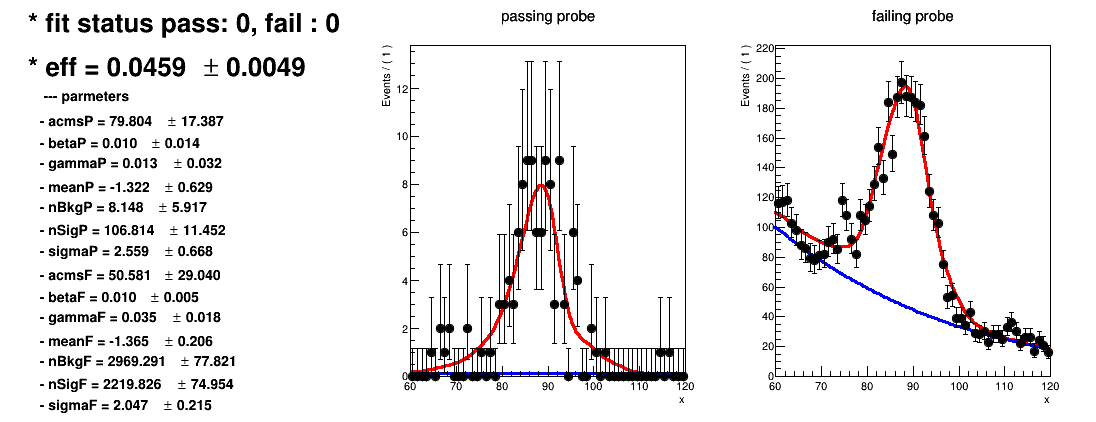 * fit status pass: 0, fail : 0
* eff = 0.0459 ± 0.0049
--- parmeters
- acmsP = 79.804 ± 17.387
- betaP = 0.010 ± 0.014
- gammaP = 0.013 ± 0.032
- meanP = -1.322 ± 0.629
- nBkgP = 8.148 ± 5.917
- nSigP = 106.814 ± 11.452
- sigmaP = 2.559 ± 0.668
- acmsF = 50.581 ± 29.040
- betaF = 0.010 ± 0.005
- gammaF = 0.035 ± 0.018
- meanF = -1.365 ± 0.206
- nBkgF = 2969.291 ± 77.821
- nSigF = 2219.826 ± 74.954
- sigmaF = 2.047 ± 0.215
passing probe
Events / ( 1 )
12
10
8
6
4
2
0
60 70 80 90 100 110 120
x
failing probe
Events / ( 1 )
220
200
180
160
140
120
100
80
60
40
20
0
60 70 80 90 100 110 120
x